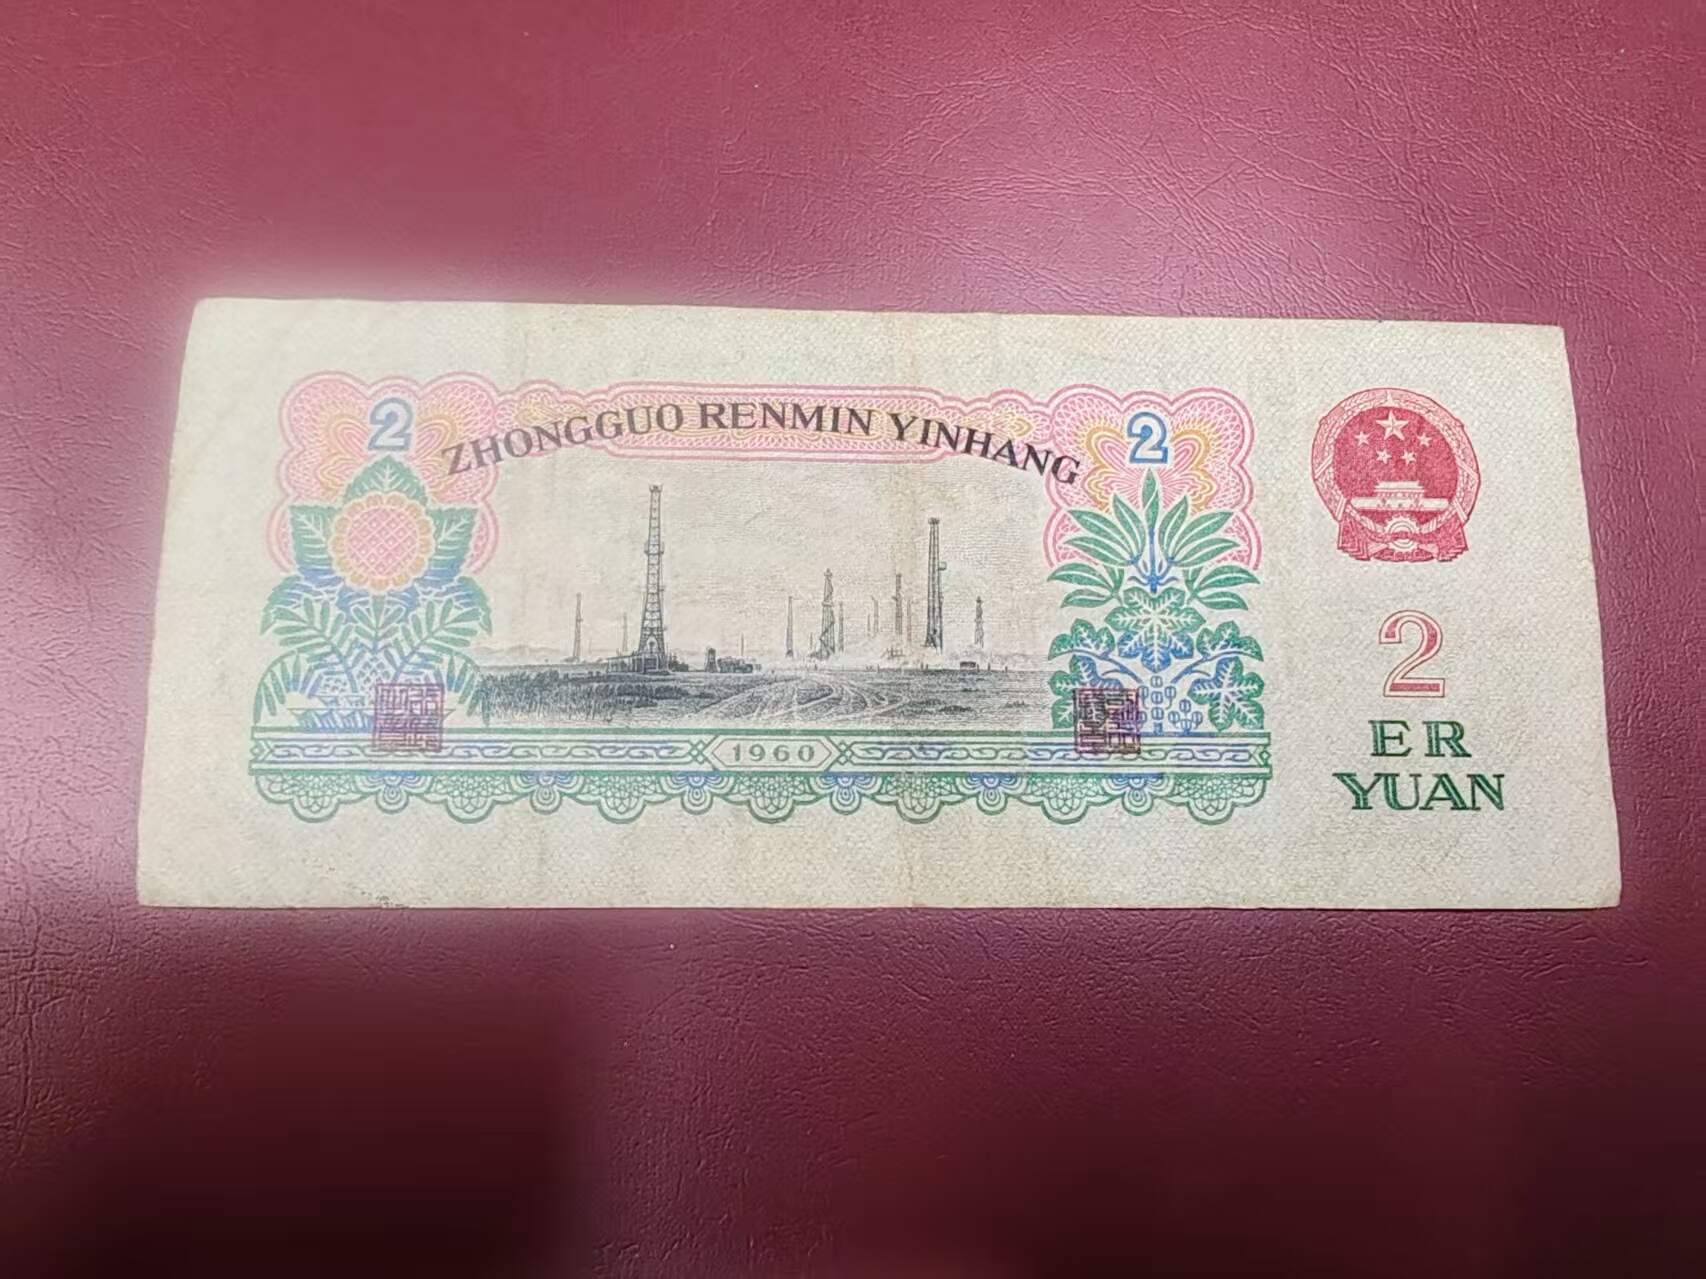 2
2
ZHONGGUO RENMIN YINHANG
1960
2
ER
YUAN